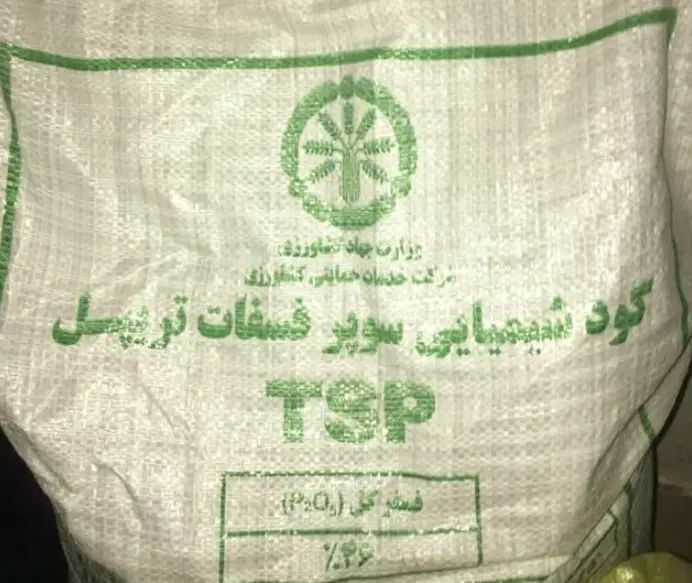 وزارت جهاد کشاورزی
شرکت خدمات حمایتی کشاورزی
کود شیمیایی سوپر فسفات تریپل
TSP
فسفر کل (P₂O₅)
٪۴۶